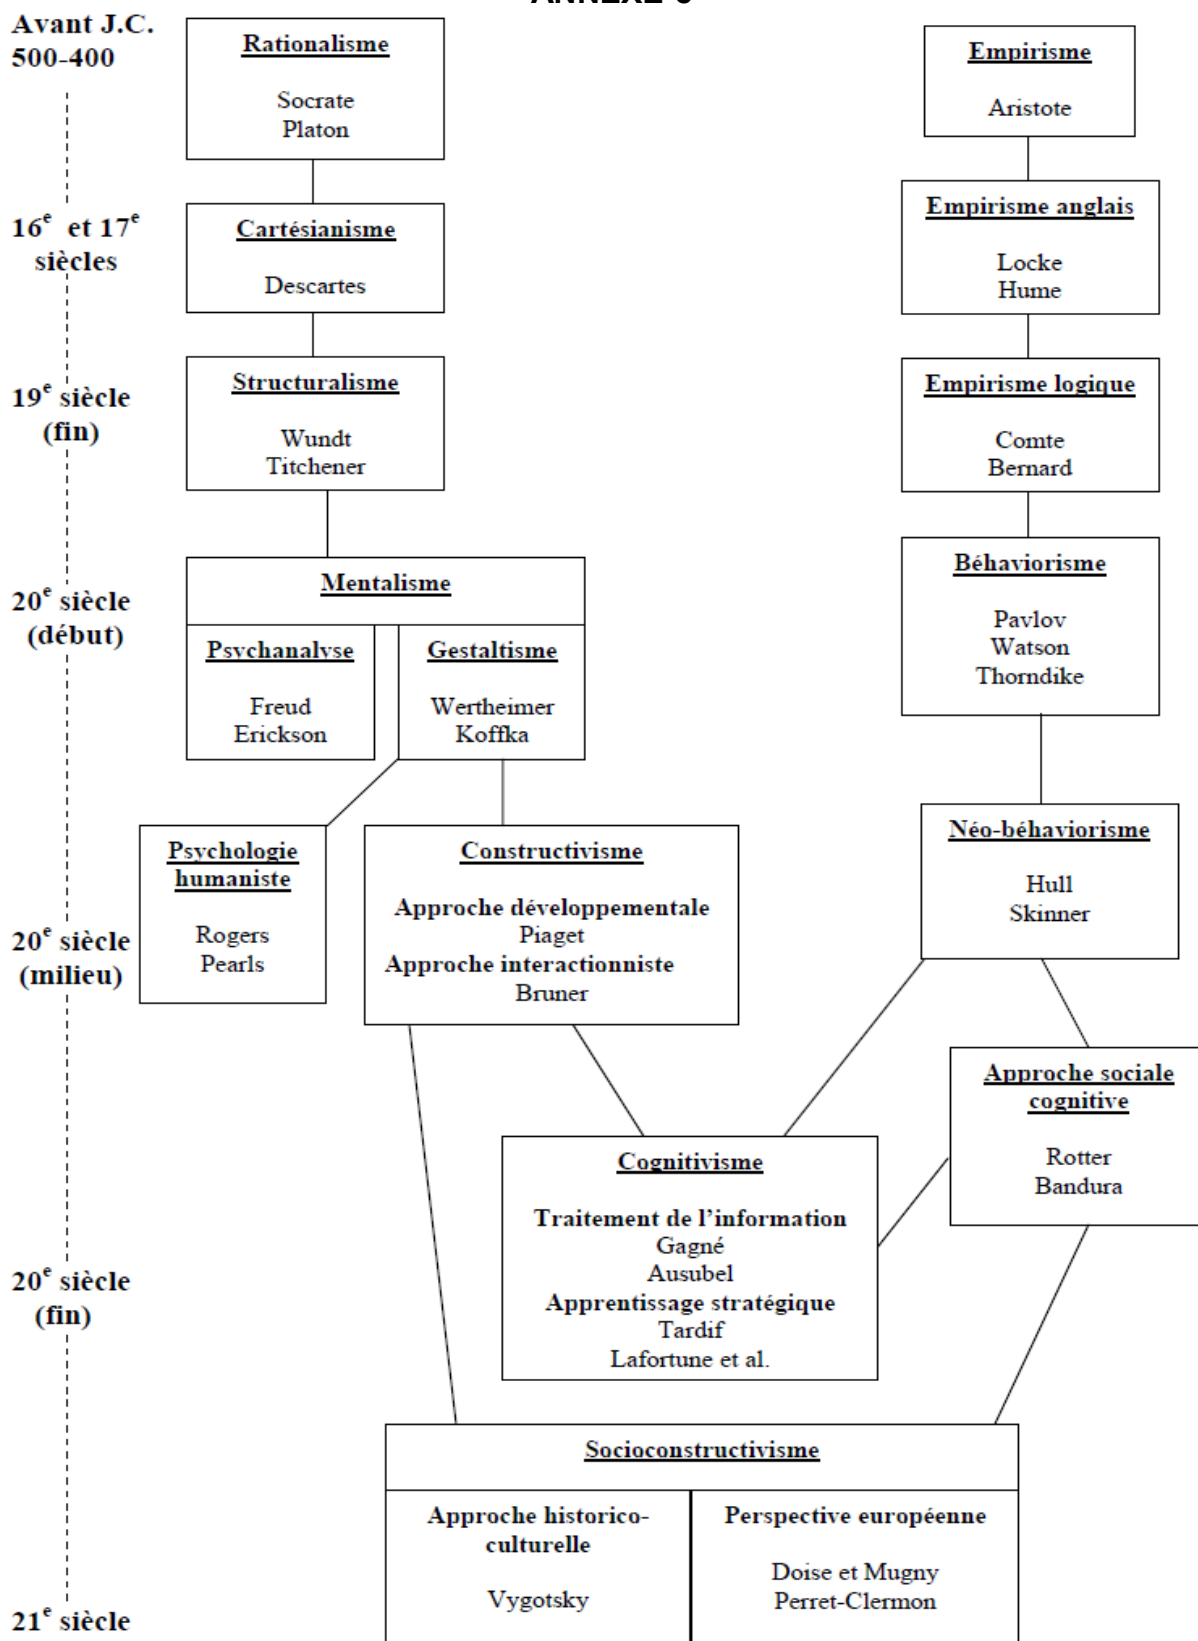 Avant J.C.
500-400
Rationalisme
Socrate
Platon
Empirisme
Aristote
16e et 17e
siècles
Cartésianisme
Descartes
Empirisme anglais
Locke
Hume
19e siècle
(fin)
Structuralisme
Wundt
Titchener
Empirisme logique
Comte
Bernard
20e siècle
(début)
Mentalisme
Psychanalyse
Freud
Erickson
Gestaltisme
Wertheimer
Koffka
Béhaviorisme
Pavlov
Watson
Thorndike
20e siècle
(milieu)
Psychologie
humaniste
Rogers
Pearls
Constructivisme
Approche développementale
Piaget
Approche interactionniste
Bruner
Néo-béhaviorisme
Hull
Skinner
Approche sociale
cognitive
Rotter
Bandura
20e siècle
(fin)
Cognitivisme
Traitement de l'information
Gagné
Ausubel
Apprentissage stratégique
Tardif
Lafortune et al.
Socioconstructivisme
Approche historico-
culturelle
Vygotsky
Perspective européenne
Doise et Mugny
Perret-Clermon
21e siècle